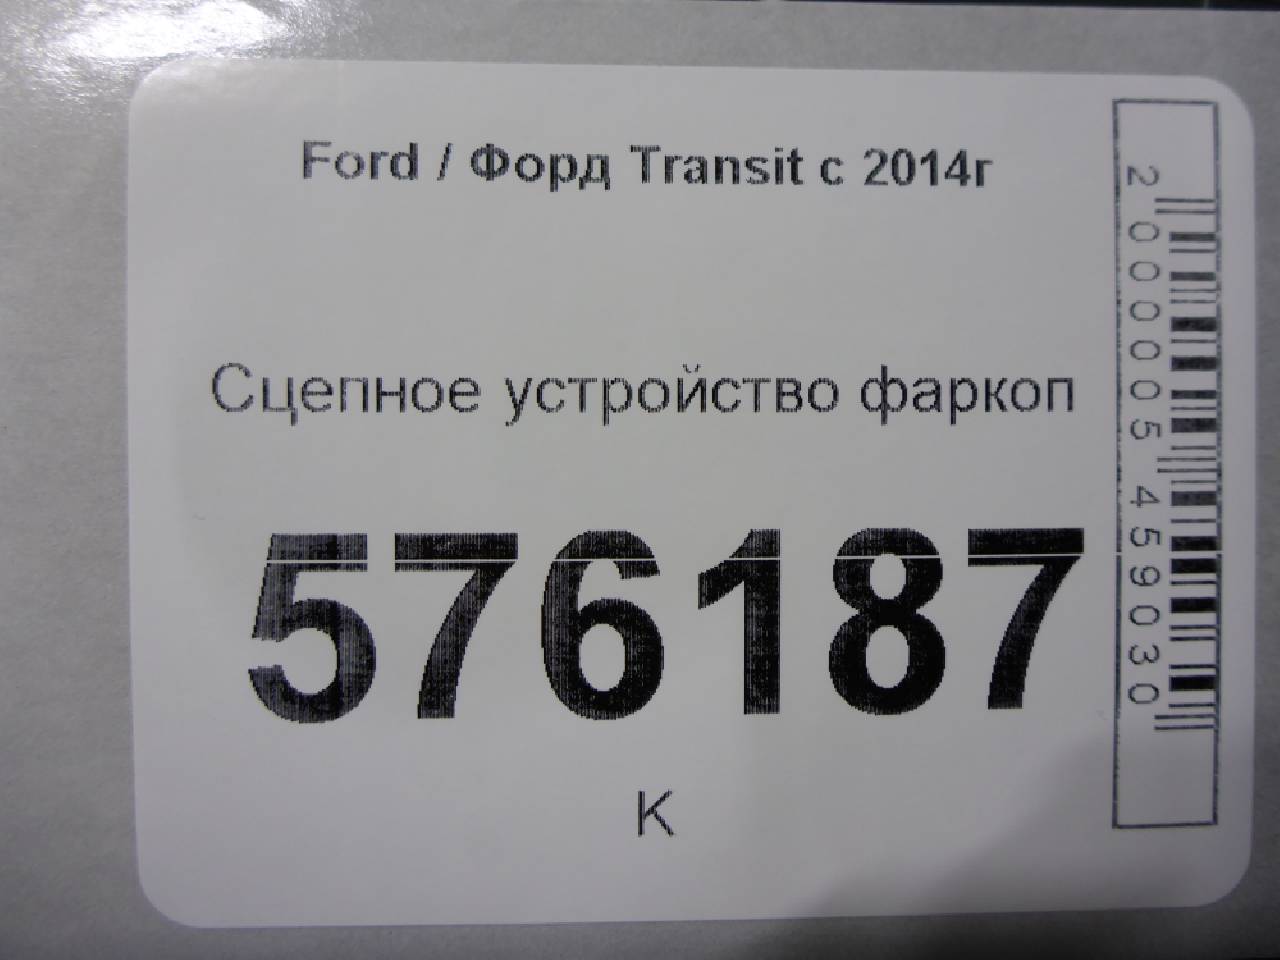 Ford / Форд Transit с 2014г
Сцепное устройство фаркоп
576187
К
2000005459030